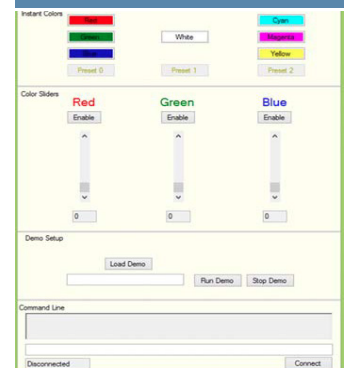 Instant Colors
Red Cyan
Green White Magenta
Blue Yellow
Preset 0 Preset 1 Preset 2
Color Sliders
Red Green Blue
Enable Enable Enable
0 0 0
Demo Setup
Load Demo
Run Demo Stop Demo
Command Line
Disconnected Connect